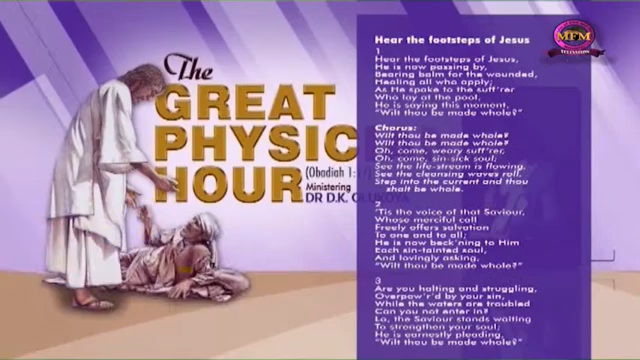 The
GREAT
PHYSIC
HOUR
(Obadiah 1:
Ministering
DR D.K. OLUKOYA
MFM
TELEVISION
Hear the footsteps of Jesus
1
Hear the footsteps of Jesus,
He is now passing by,
Bearing balm for the wounded,
Healing all who apply;
As He spoke to the suff'rer
Who lay at the pool,
He is saying this moment,
"Wilt thou be made whole?"
Chorus:
Wilt thou be made whole?
Wilt thou be made whole?
Oh, come, weary suff'rer,
Oh, come, sin-sick soul;
See the life-stream is flowing,
See the cleansing waves roll,
Step into the current and thou
shalt be whole.
2
'Tis the voice of that Saviour,
Whose merciful call
Freely offers salvation
To one and to all;
He is now beck'ning to Him
Each sin-tainted soul,
And lovingly asking,
"Wilt thou be made whole?"
3
Are you halting and struggling,
Overpow'r'd by your sin,
While the waters are troubled
Can you not enter in?
Lo, the Saviour stands waiting
To strengthen your soul;
He is earnestly pleading,
"Wilt thou be made whole?"